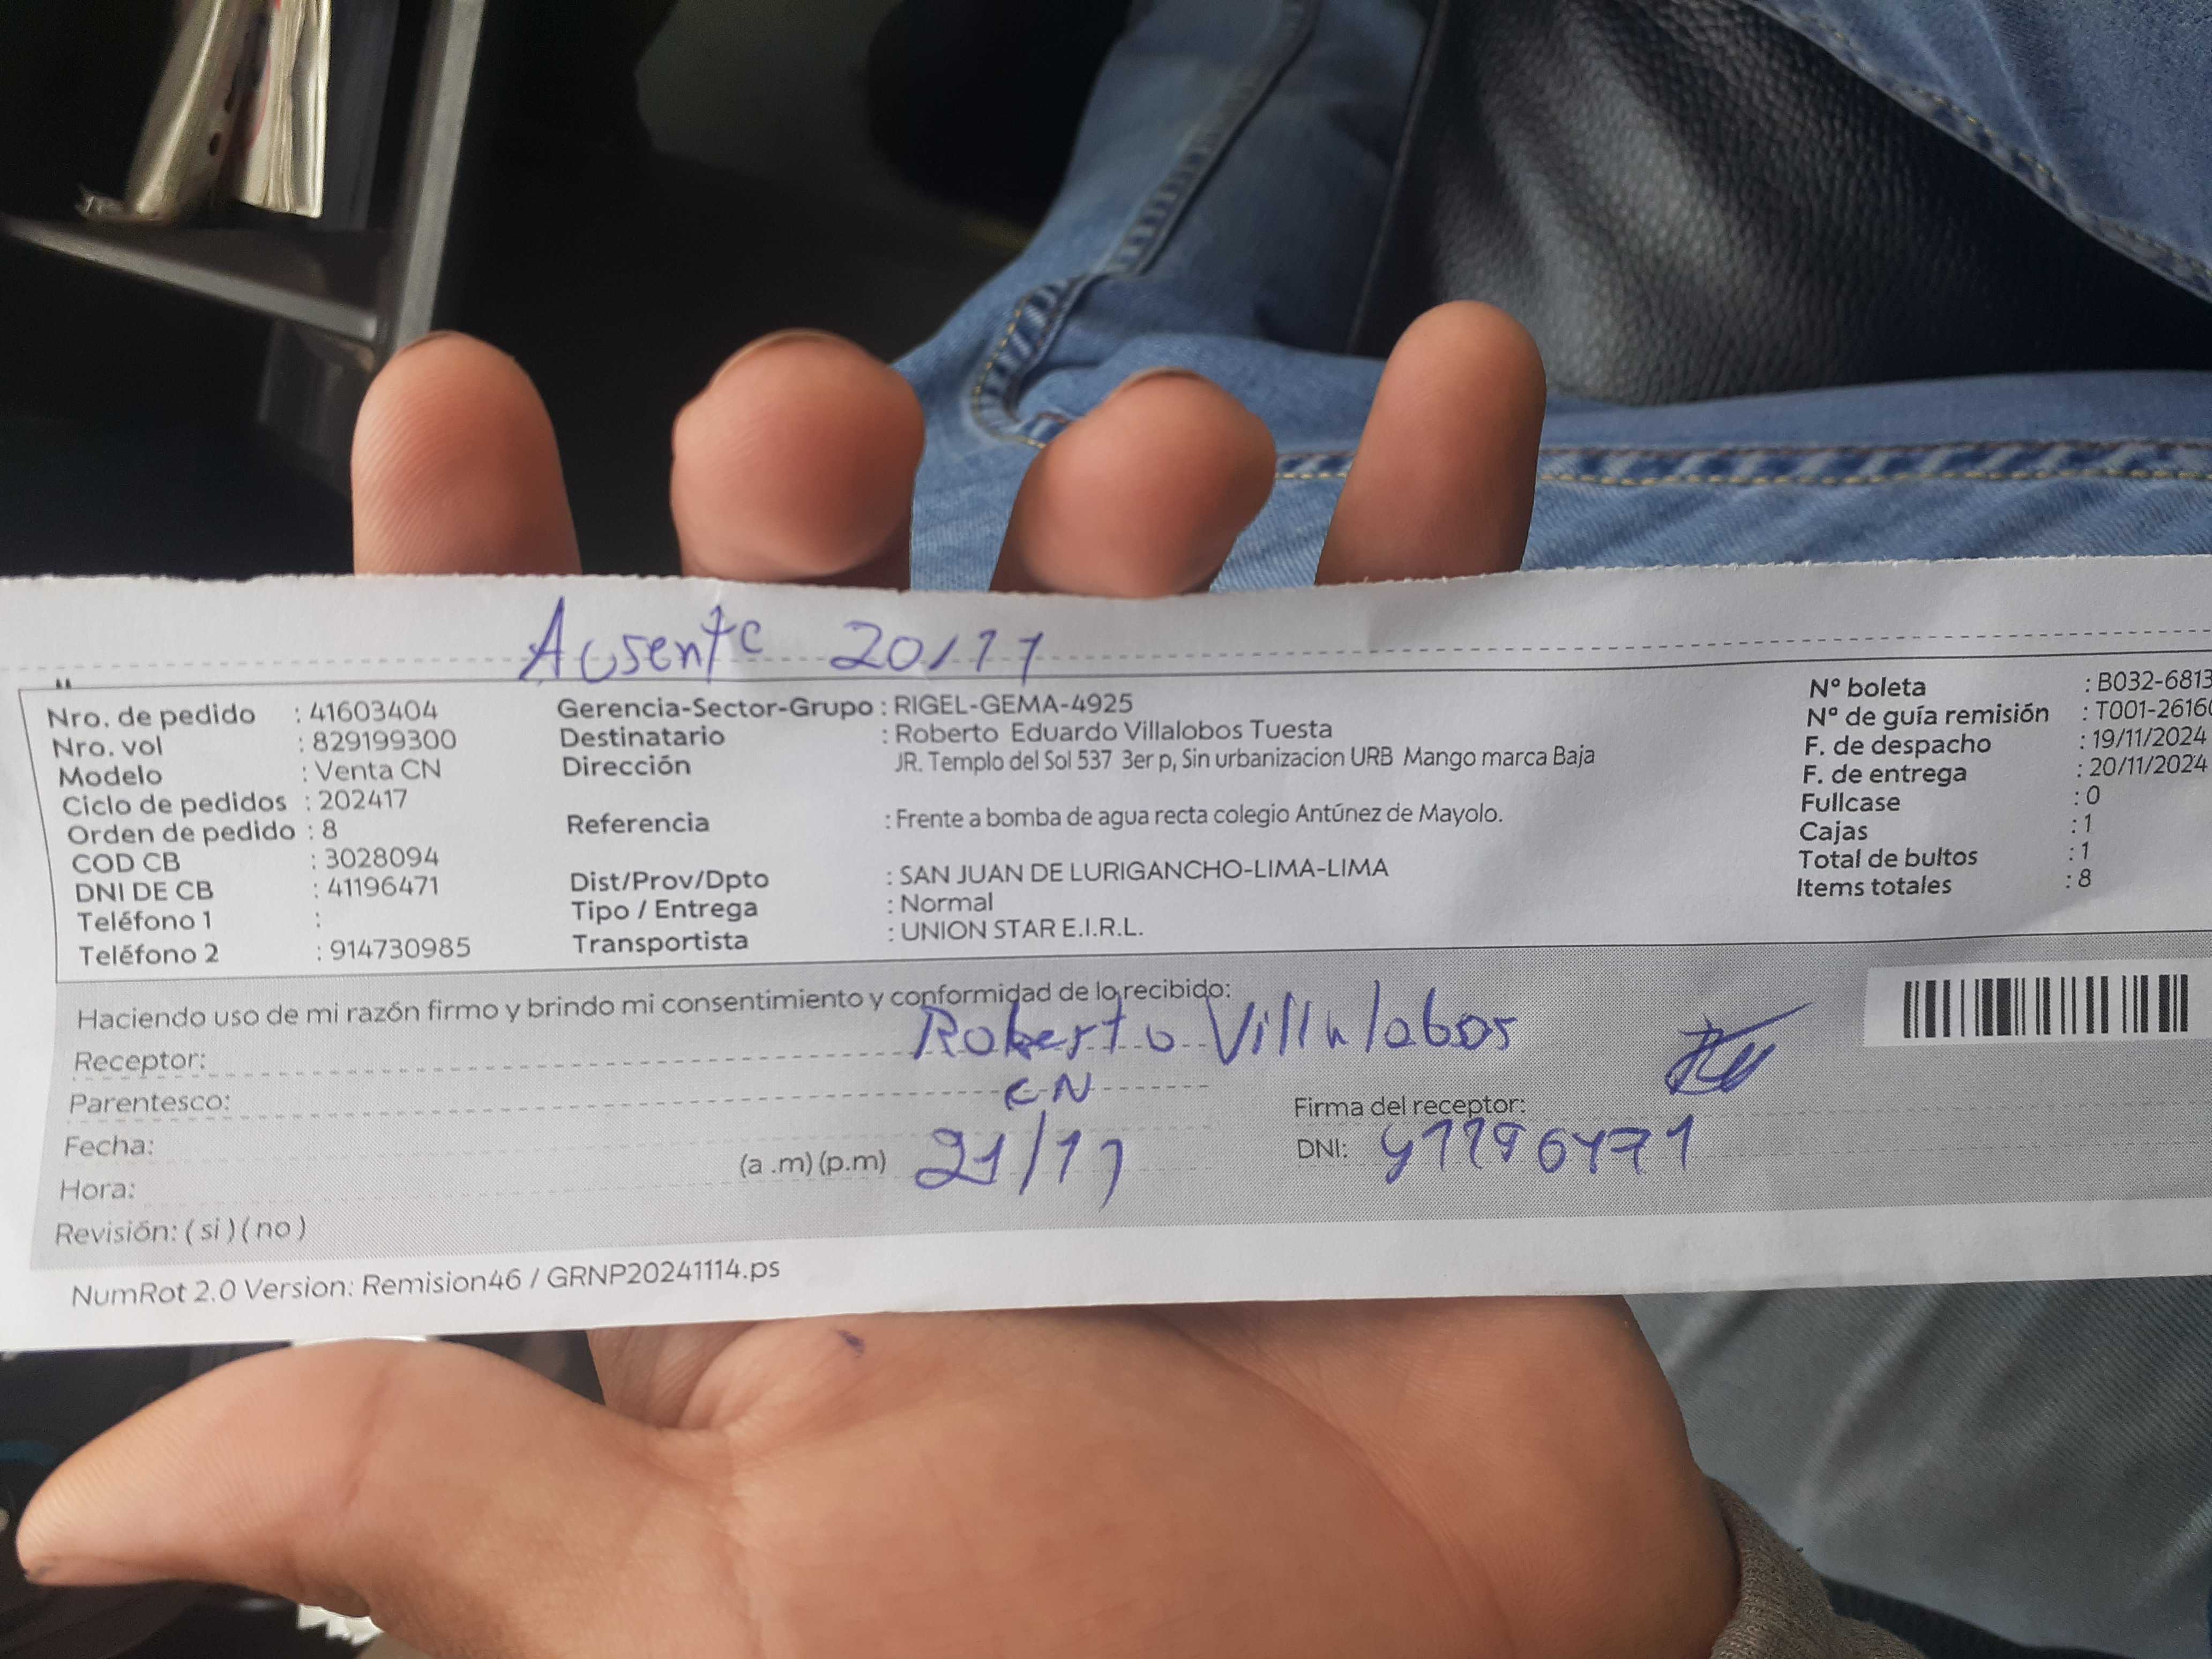 Ausente 20/11
Nro. de pedido : 41603404
Nro. vol : 829199300
Modelo : Venta CN
Ciclo de pedidos : 202417
Orden de pedido : 8
COD CB : 3028094
DNI DE CB : 41196471
Teléfono 1 :
Teléfono 2 : 914730985
Gerencia-Sector-Grupo : RIGEL-GEMA-4925
Destinatario : Roberto Eduardo Villalobos Tuesta
Dirección JR. Templo del Sol 537 3er p, Sin urbanizacion URB Mango marca Baja
Referencia : Frente a bomba de agua recta colegio Antúnez de Mayolo.
Dist/Prov/Dpto : SAN JUAN DE LURIGANCHO-LIMA-LIMA
Tipo / Entrega : Normal
Transportista : UNION STAR E.I.R.L.
N° boleta : B032-6813
N° de guía remisión : T001-2616
F. de despacho : 19/11/2024
F. de entrega : 20/11/2024
Fullcase : 0
Cajas : 1
Total de bultos : 1
Items totales : 8
Haciendo uso de mi razón firmo y brindo mi consentimiento y conformidad de lo recibido:
Receptor: Roberto Villalobos
Parentesco: CN
Fecha:
Hora: (a .m) (p.m) 21/11
Revisión: ( si ) ( no )
Firma del receptor:
DNI: 41196471
NumRot 2.0 Version: Remision46 / GRNP20241114.ps